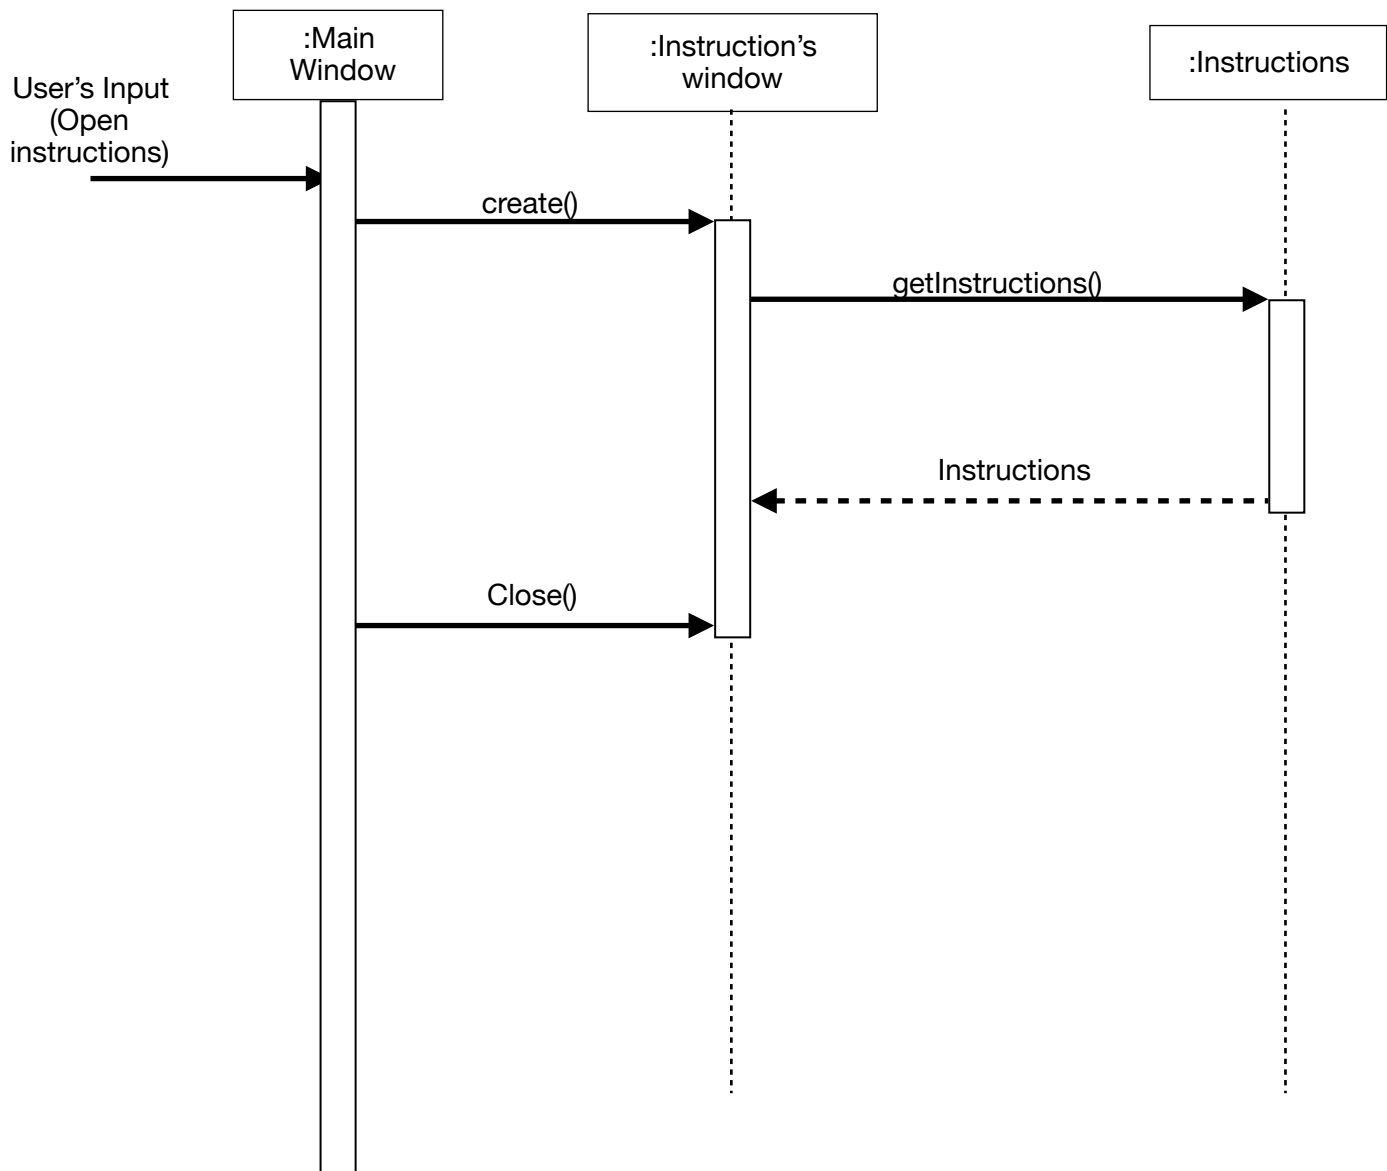 :Main
Window
:Instruction’s
window
:Instructions
User’s Input
(Open
instructions)
create()
getInstructions()
Instructions
Close()